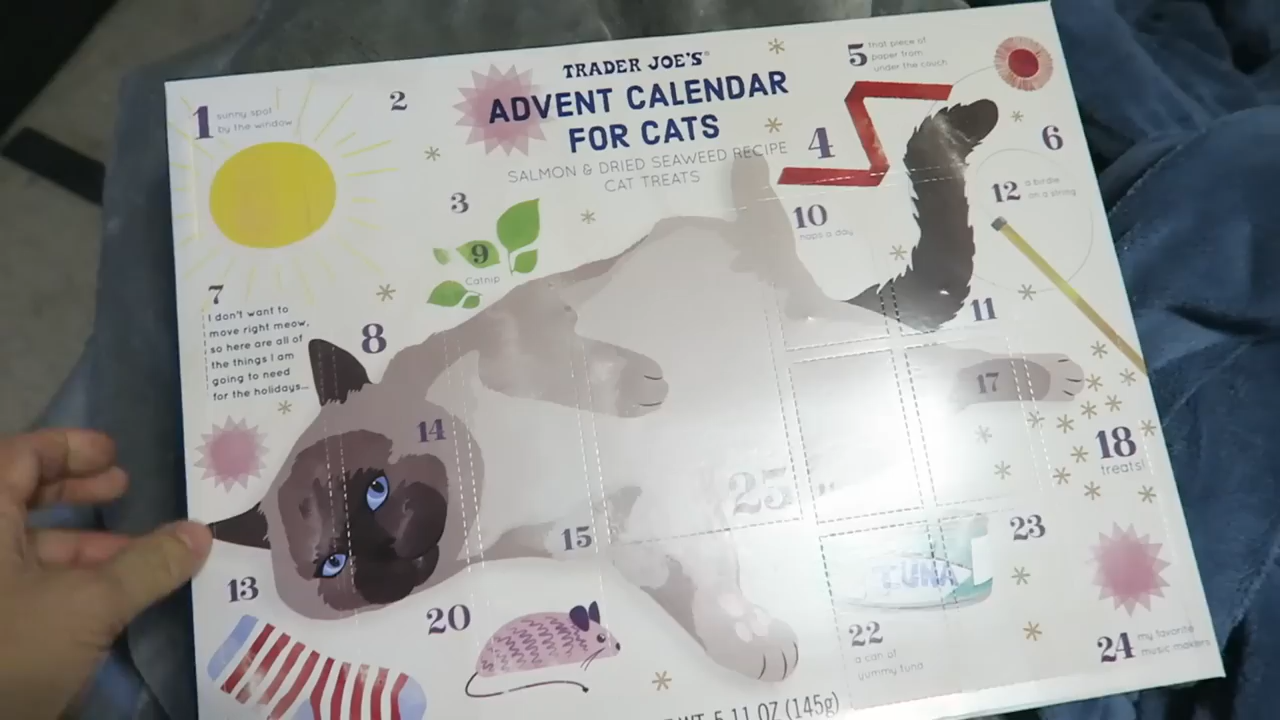 TRADER JOE'S®
ADVENT CALENDAR
FOR CATS
SALMON & DRIED SEAWEED RECIPE
CAT TREATS
1 sunny spot
by the window
2
3
4
5 that piece of
paper from
under the couch
6
7
I don't want to
move right meow,
so here are all of
the things I am
going to need
for the holidays...
8
9
Catnip
10
naps a day
11
12 a birdie
on a string
13
14
15
17
18
treats!
20
25
TUNA
22
a can of
yummy tuna
23
24 my favorite
music makers
5.11 OZ (145g)